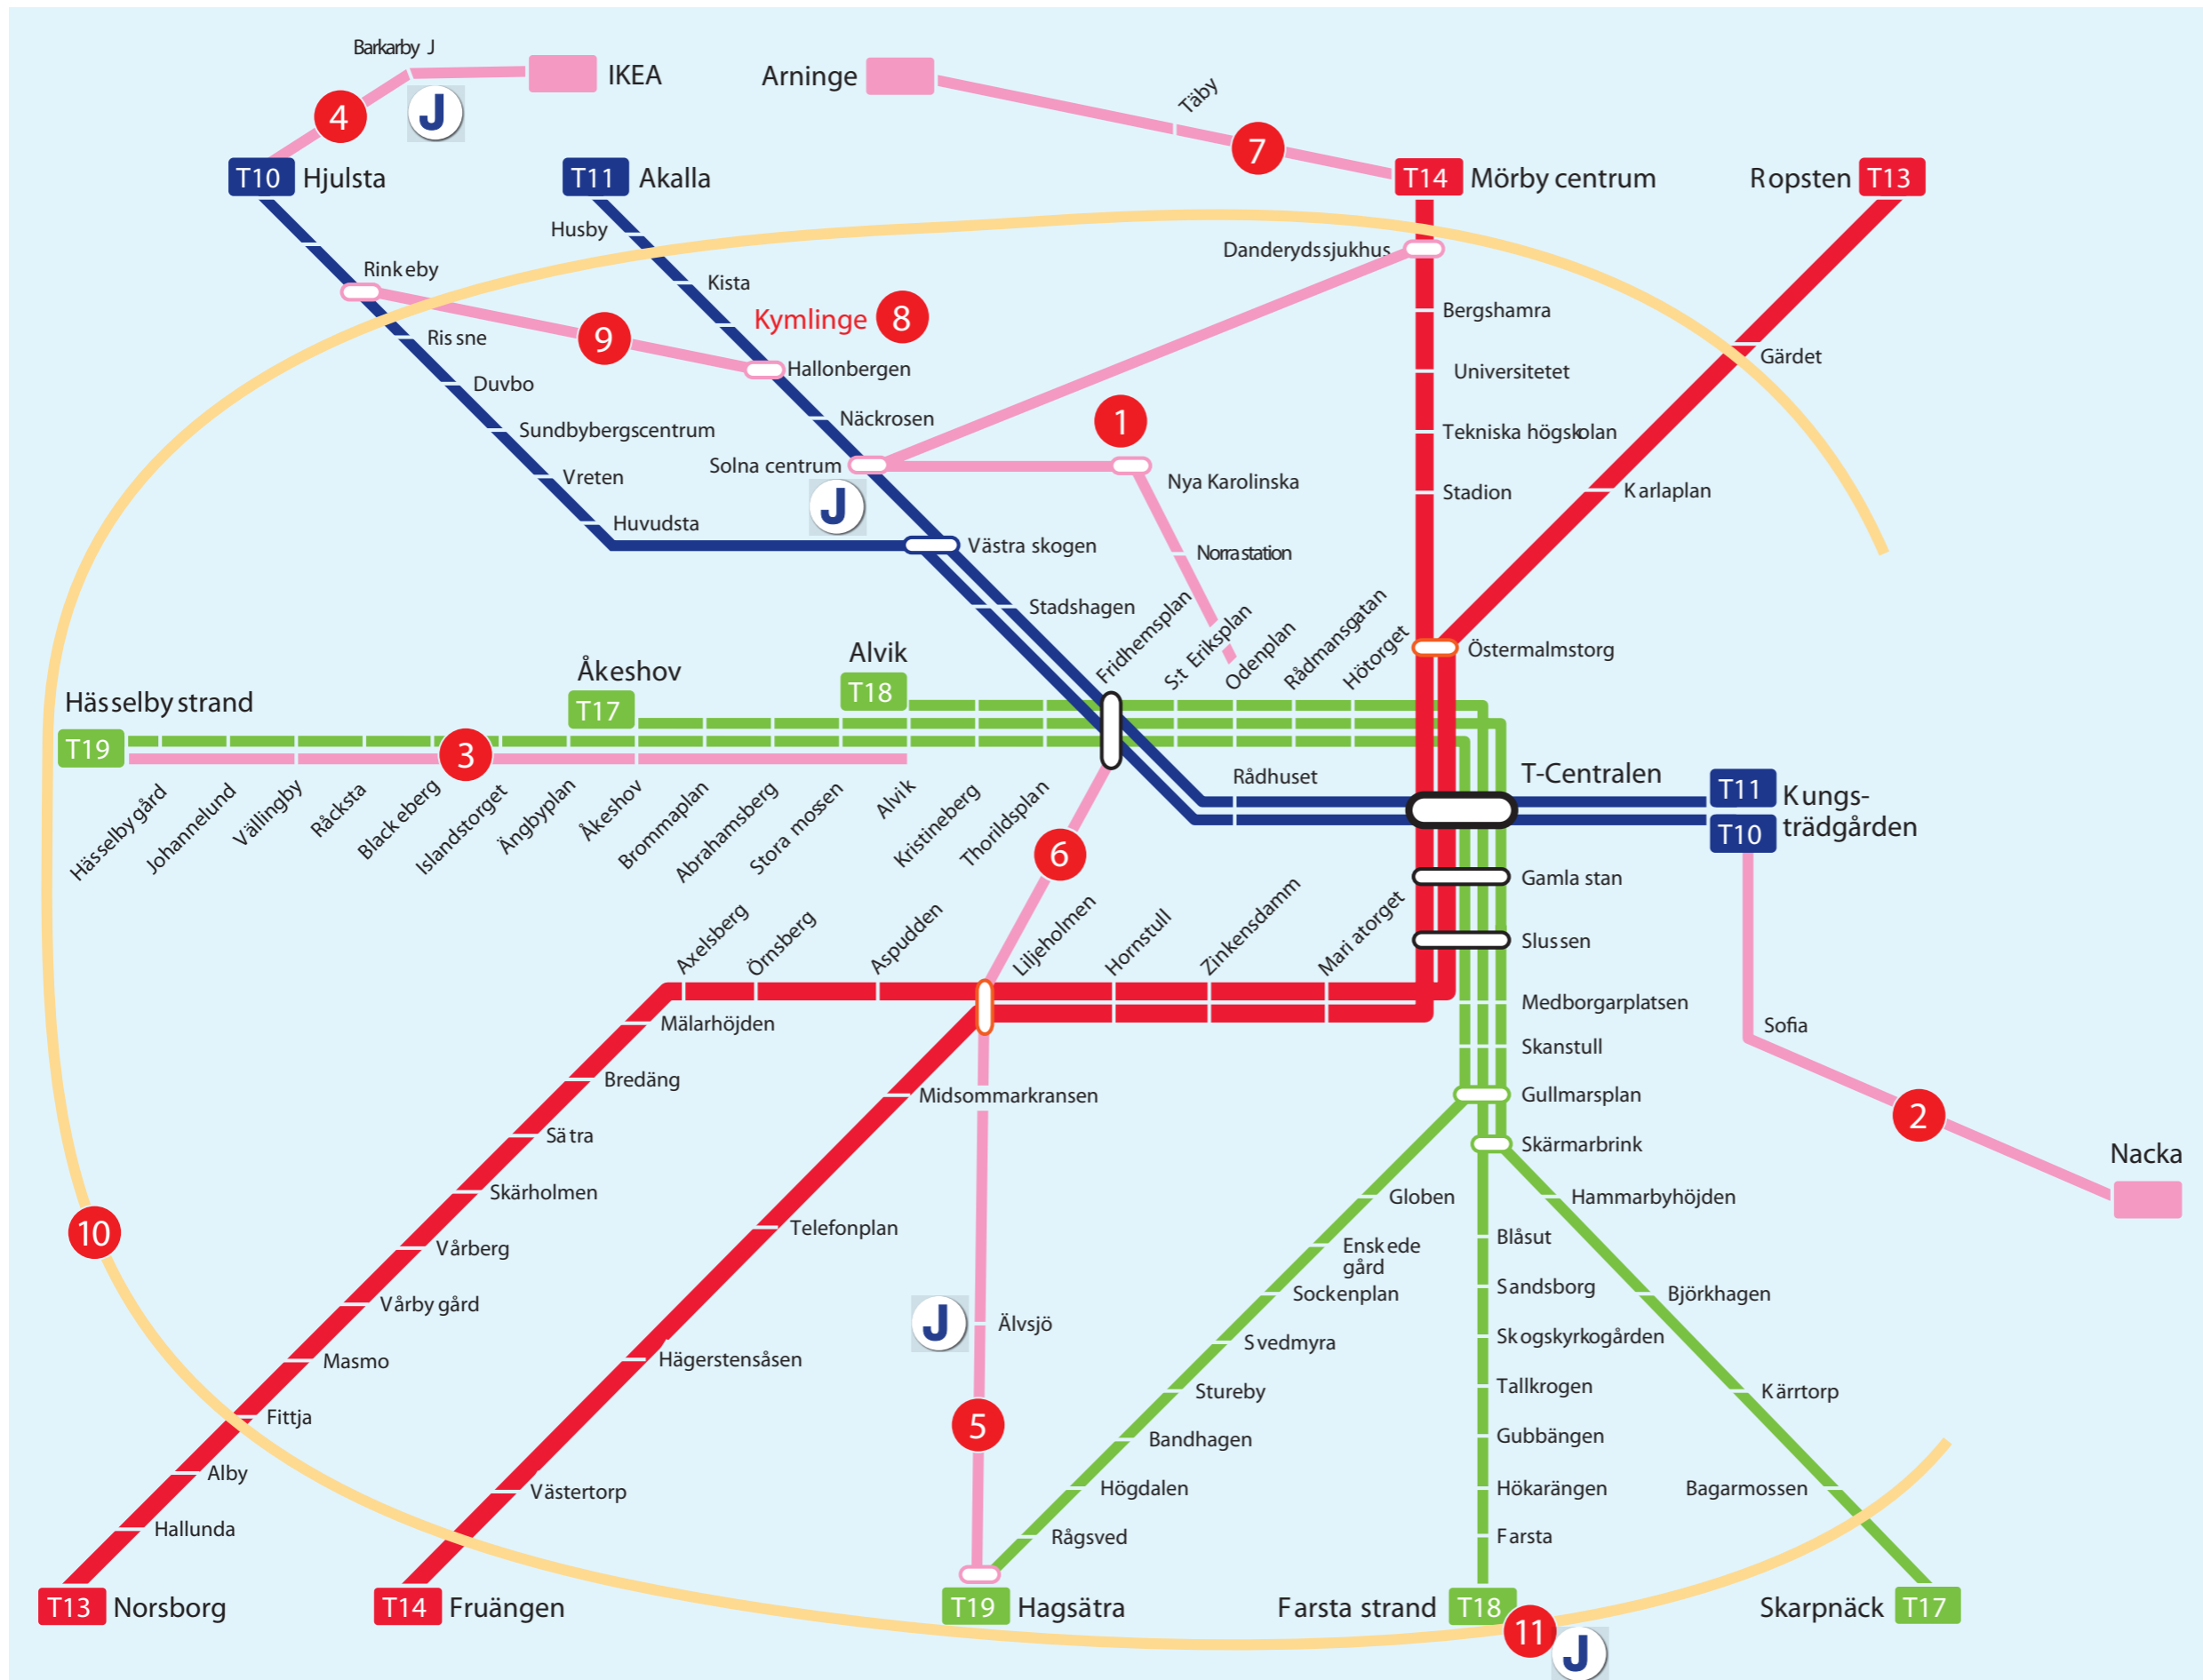 Barkarby J
IKEA
Arninge
Täby
4
J
7
T10 Hjulsta
T11 Akalla
T14 Mörby centrum
Ropsten T13
Husby
Danderydssjukhus
Rinkeby
Kista
Kymlinge 8
Bergshamra
9
Rissne
Gärdet
Hallonbergen
Universitetet
Duvbo
Näckrosen
1
Sundbybergscentrum
Tekniska högskolan
Solna centrum
Nya Karolinska
Vreten
J
Stadion
Karlaplan
Huvudsta
Västra skogen
Norrastation
Stadshagen
Fridhemsplan
S:t Eriksplan
Odenplan
Rådmansgatan
Hötorget
Östermalmstorg
Alvik
T18
Åkeshov
T17
Hässelby strand
T19
3
Hässelby gård
Johannelund
Vällingby
Råcksta
Blackeberg
Islandstorget
Ängbyplan
Åkeshov
Brommaplan
Abrahamsberg
Stora mossen
Alvik
Kristineberg
Thorildsplan
Rådhuset
T-Centralen
T11
T10
Kungs-
trädgården
6
Gamla stan
Axelsberg
Örnsberg
Aspudden
Liljeholmen
Hornstull
Zinkensdamm
Mariatorget
Slussen
Medborgarplatsen
Mälarhöjden
Sofia
Skanstull
Bredäng
Midsommarkransen
Gullmarsplan
2
Sätra
Skärmarbrink
Nacka
Skärholmen
Globen
Hammarbyhöjden
10
Telefonplan
Blåsut
Vårberg
Enskede
gård
Sandsborg
Vårby gård
Sockenplan
Björkhagen
J
Älvsjö
Svedmyra
Skogskyrkogården
Masmo
Hägerstensåsen
Stureby
Tallkrogen
Kärrtorp
Fittja
5
Bandhagen
Gubbängen
Alby
Västertorp
Högdalen
Hökarängen
Bagarmossen
Hallunda
Rågsved
Farsta
T13 Norsborg
T14 Fruängen
T19 Hagsätra
Farsta strand T18
Skarpnäck T17
11
J